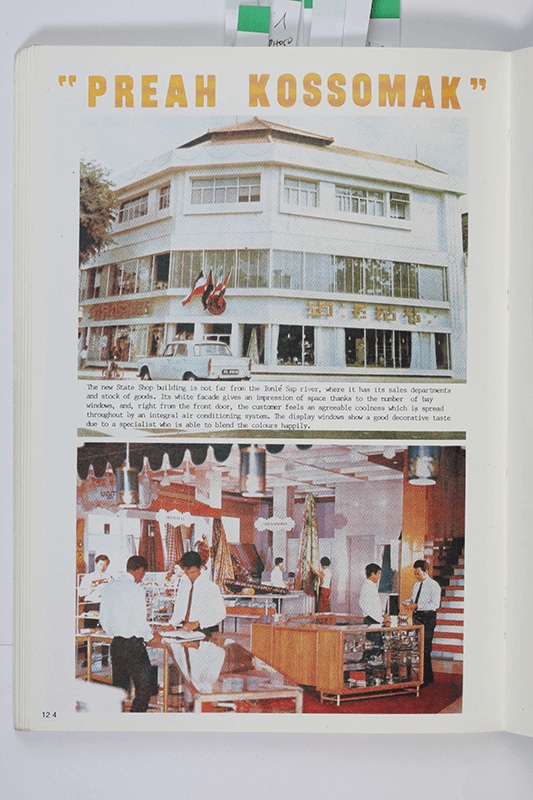 1
PHOTO
"PREAH KOSSOMAK"
The new State Shop building is not far from the Tonlé Sap river, where it has its sales departments
and stock of goods. Its white facade gives an impression of space thanks to the number of bay
windows, and, right from the front door, the customer feels an agreeable coolness which is spread
throughout by an integral air conditioning system. The display windows show a good decorative taste
due to a specialist who is able to blend the colours happily.
124